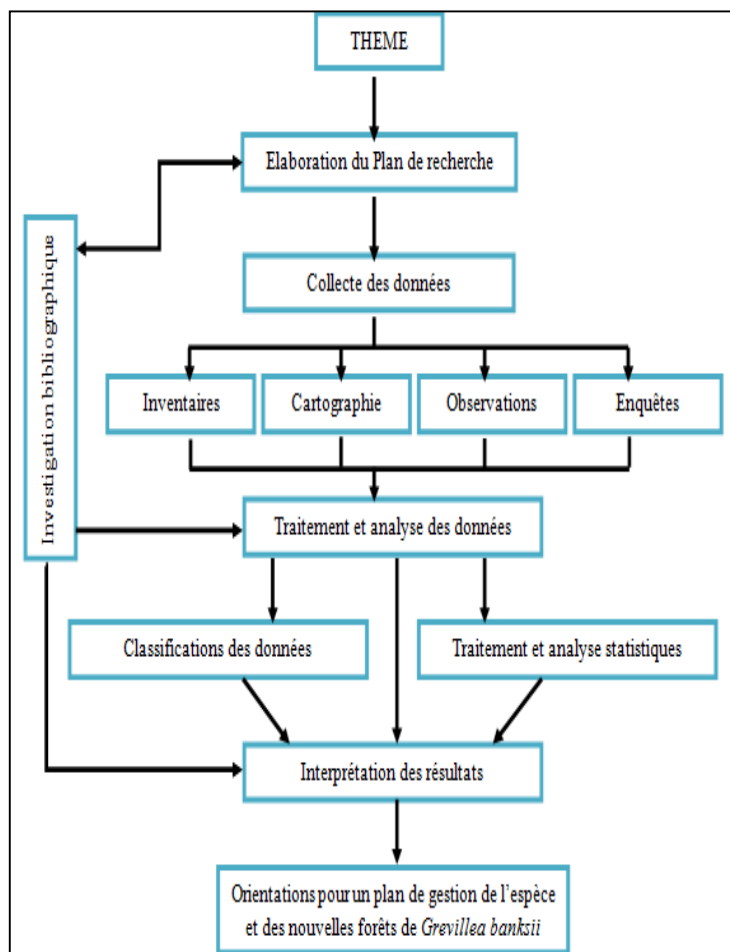 THEME
Elaboration du Plan de recherche
Investigation bibliographique
Collecte des données
Inventaires
Cartographie
Observations
Enquêtes
Traitement et analyse des données
Classifications des données
Traitement et analyse statistiques
Interprétation des résultats
Orientations pour un plan de gestion de l'espèce
et des nouvelles forêts de Grevillea banksii